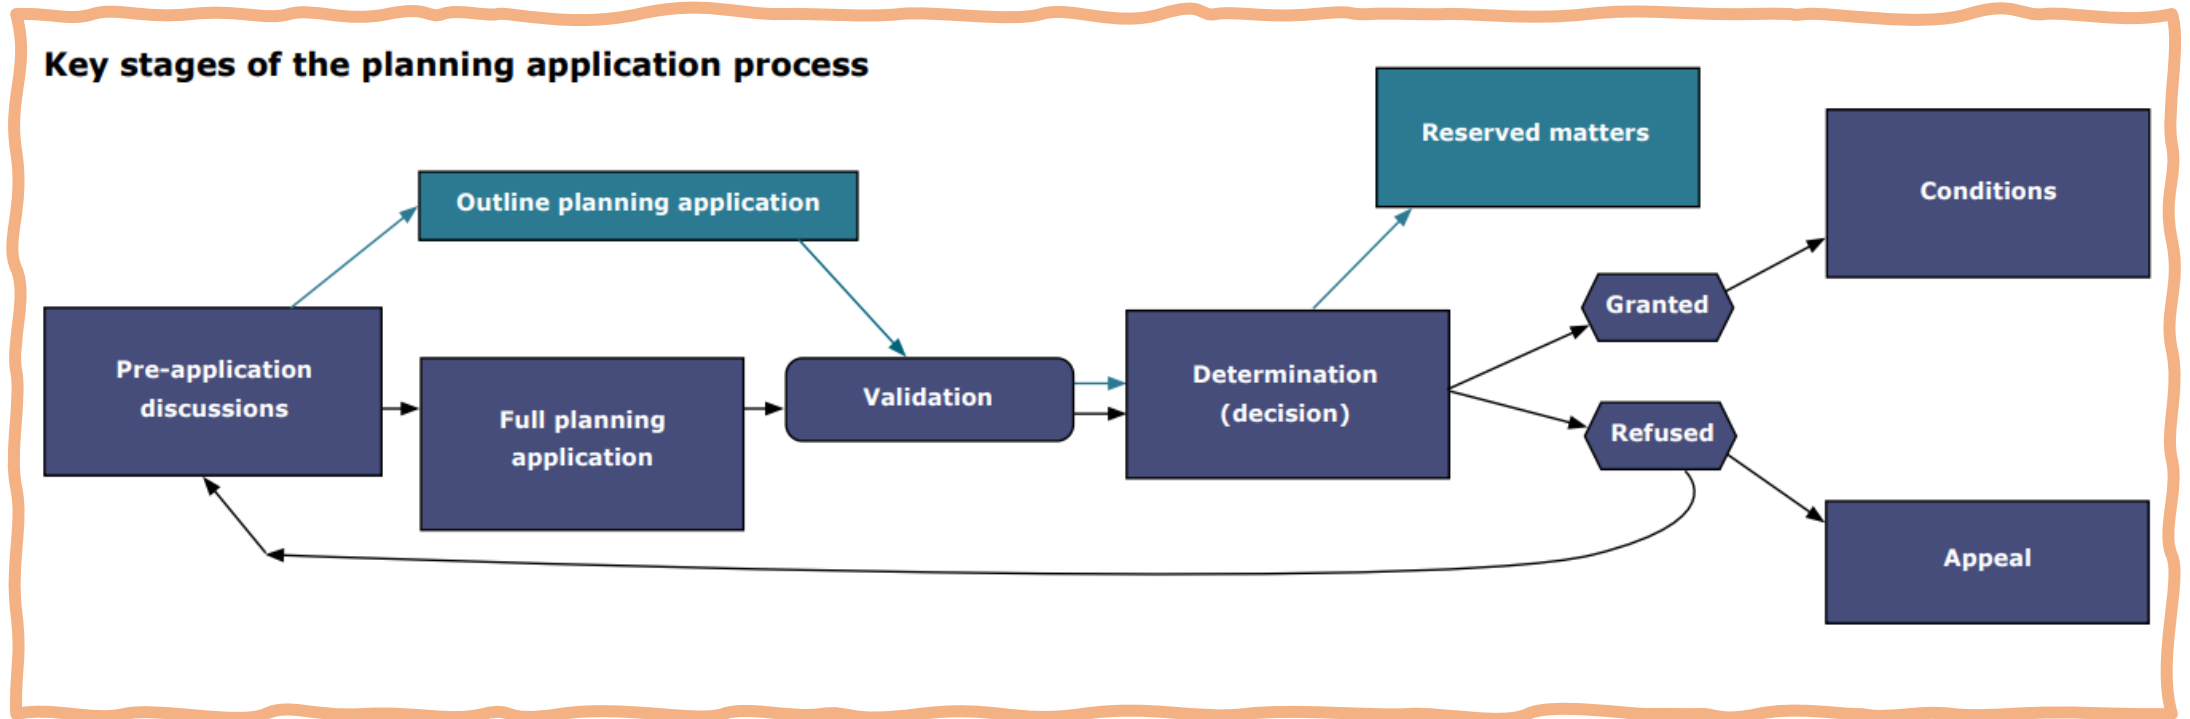 Key stages of the planning application process
Reserved matters
Conditions
Outline planning application
Granted
Pre-application
discussions
Full planning
application
Validation
Determination
(decision)
Refused
Appeal